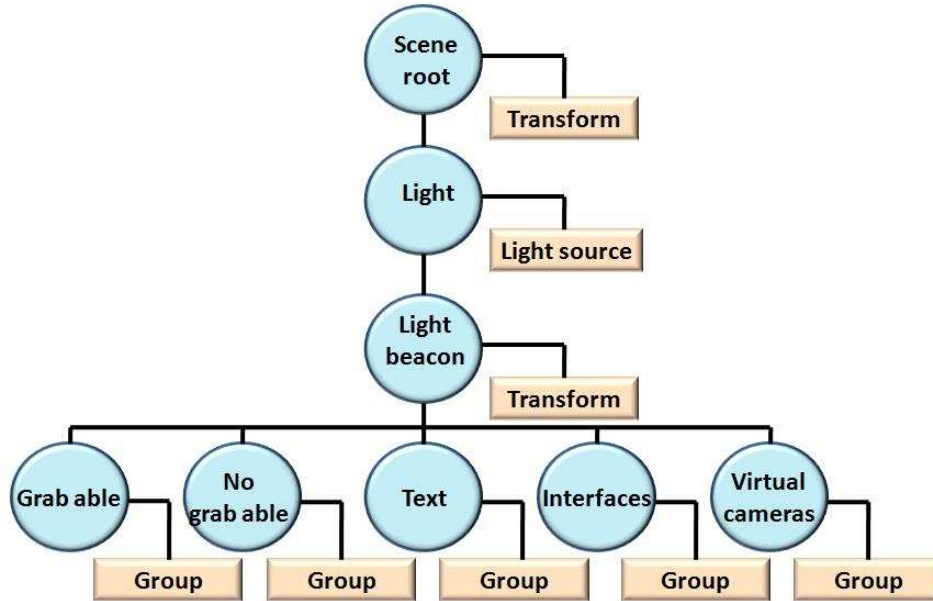 Scene
root
Transform
Light
Light source
Light
beacon
Transform
Grab able
No
grab able
Text
Interfaces
Virtual
cameras
Group
Group
Group
Group
Group